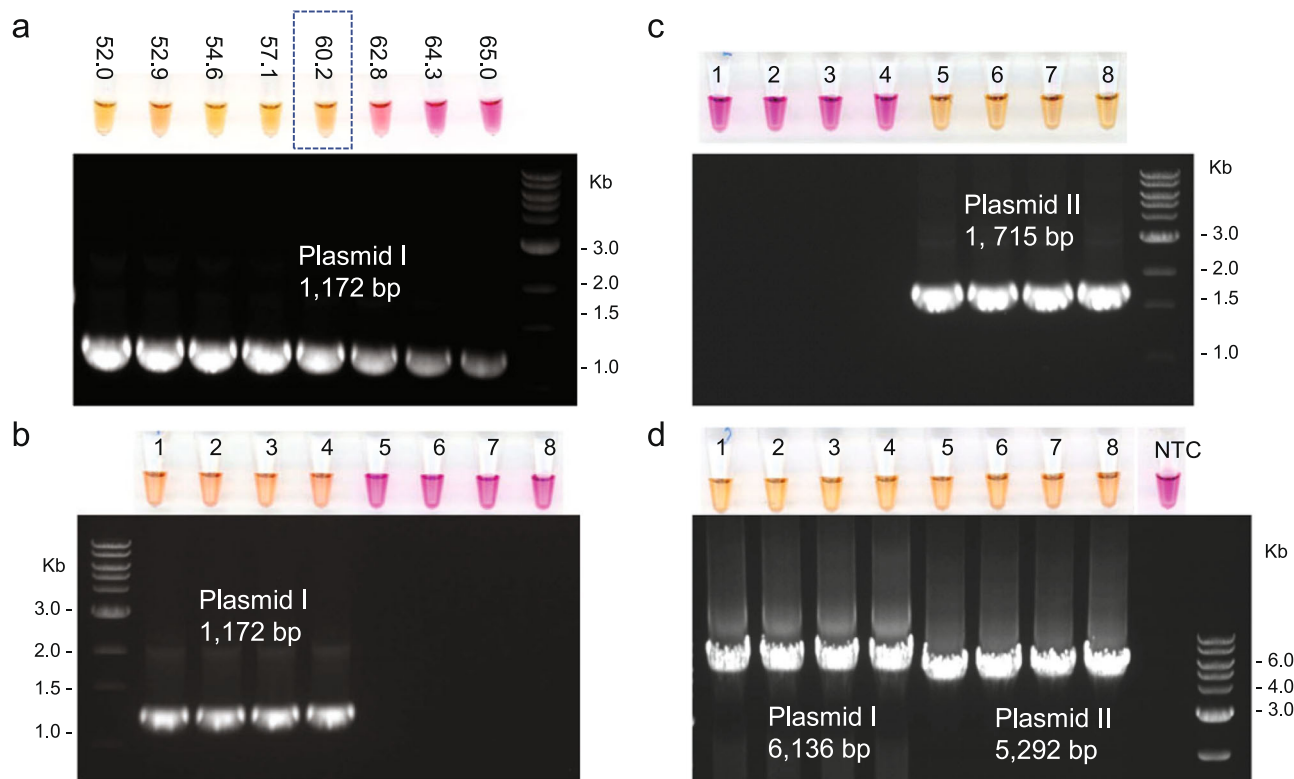 a
52.0 52.9 54.6 57.1 60.2 62.8 64.3 65.0
Kb
Plasmid I
1,172 bp
- 3.0
- 2.0
- 1.5
- 1.0
b
1 2 3 4 5 6 7 8
Kb
3.0 -
2.0 -
1.5 -
1.0 -
Plasmid I
1,172 bp
c
1 2 3 4 5 6 7 8
Kb
Plasmid II
1, 715 bp
- 3.0
- 2.0
- 1.5
- 1.0
d
1 2 3 4 5 6 7 8 NTC
Kb
- 6.0
- 4.0
- 3.0
Plasmid I
6,136 bp
Plasmid II
5,292 bp